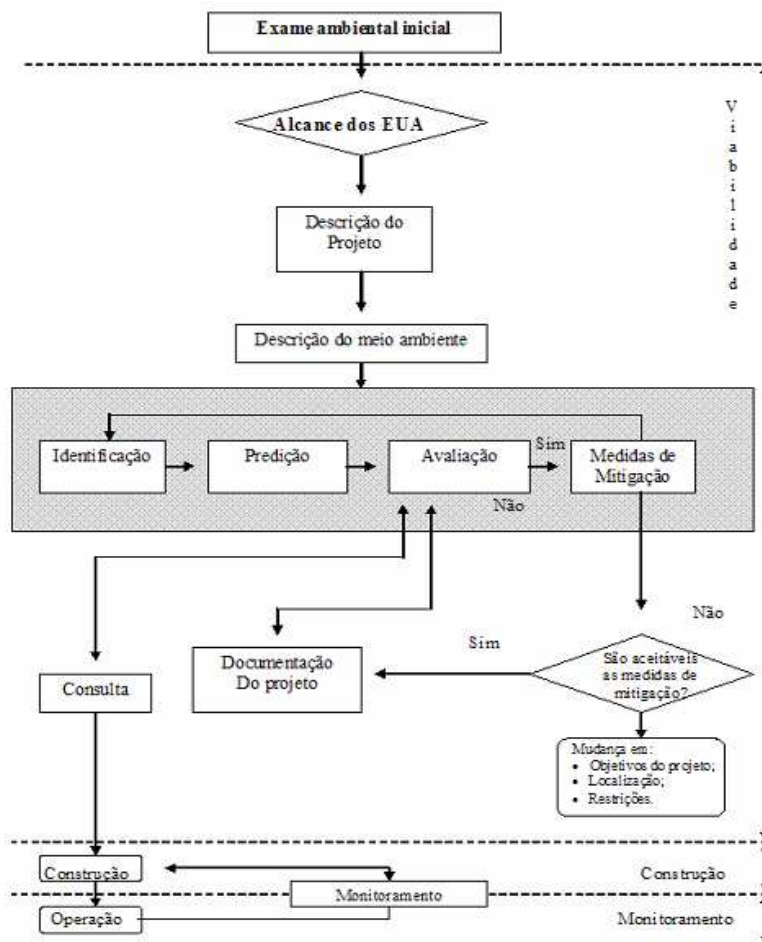 Exame ambiental inicial
Alcance dos EUA
Viabilidade
Descrição do
Projeto
Descrição do meio ambiente
Identificação
Predição
Avaliação
Sim
Medidas de
Mitigação
Não
Não
Sim
São aceitáveis
as medidas de
mitigação?
Documentação
Do projeto
Consulta
Mudança em:
• Objetivos do projeto;
• Localização;
• Restrições.
Construção
Construção
Monitoramento
Operação
Monitoramento